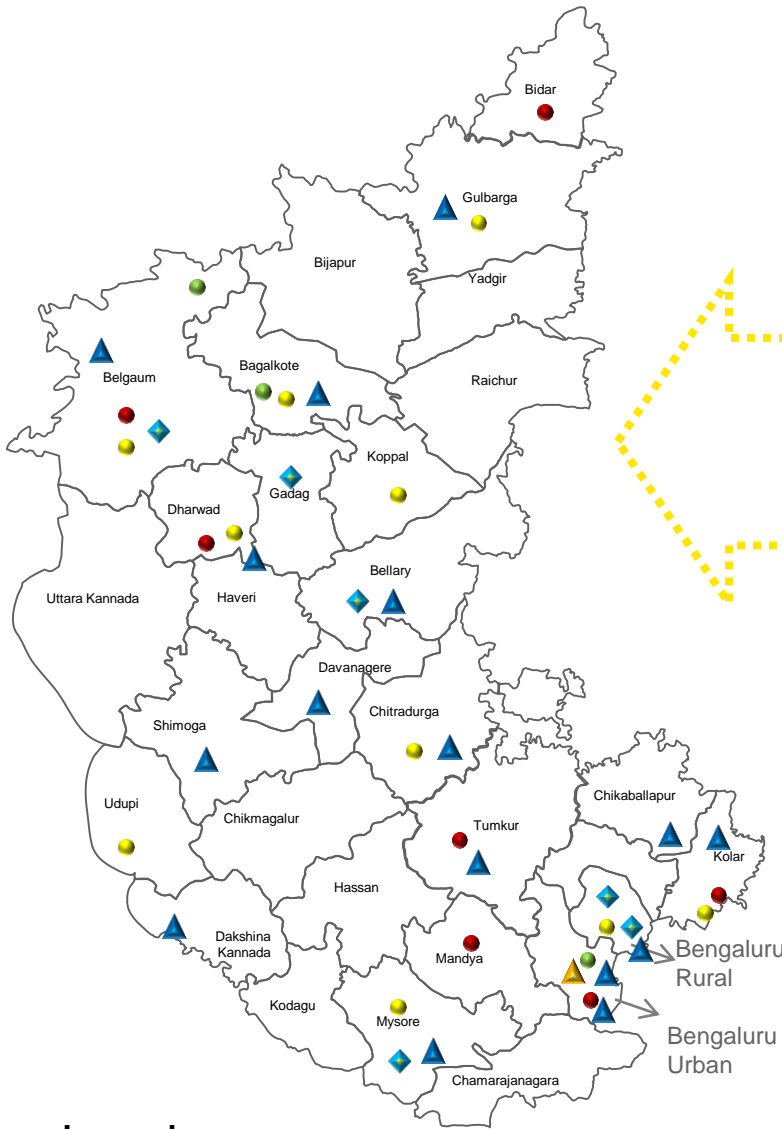 Bidar
Gulbarga
Bijapur
Yadgir
Bagalkote
Raichur
Belgaum
Koppal
Gadag
Dharwad
Bellary
Uttara Kannada
Haveri
Davanagere
Chitradurga
Shimoga
Chikaballapur
Udupi
Chikmagalur
Tumkur
Kolar
Hassan
Dakshina
Kannada
Mandya
Bengaluru
Rural
Kodagu
Mysore
Bengaluru
Urban
Chamarajanagara